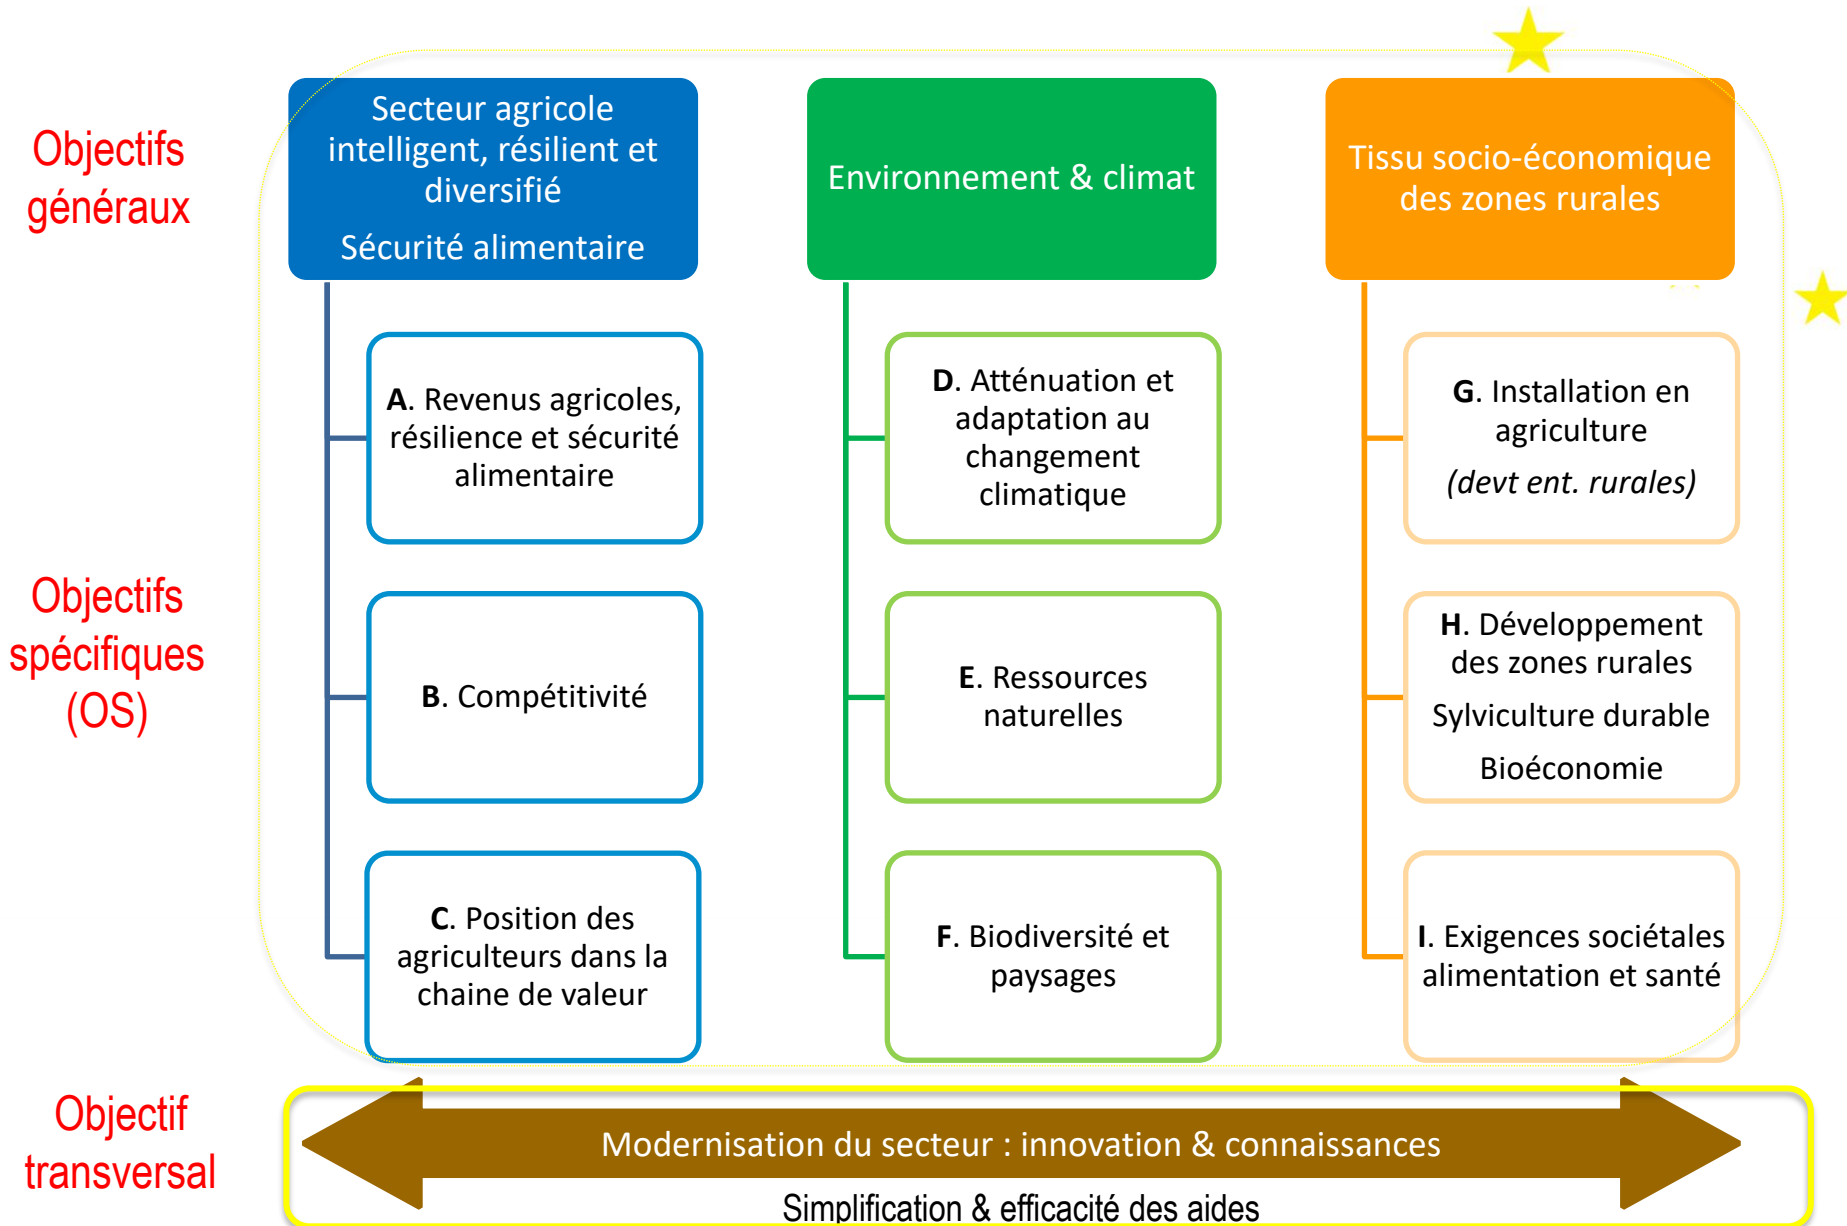 Objectifs
généraux
Secteur agricole
intelligent, résilient et
diversifié
Sécurité alimentaire
Environnement & climat
Tissu socio-économique
des zones rurales
Objectifs
spécifiques
(OS)
A. Revenus agricoles,
résilience et sécurité
alimentaire
D. Atténuation et
adaptation au
changement
climatique
G. Installation en
agriculture
(devt ent. rurales)
B. Compétitivité
E. Ressources
naturelles
H. Développement
des zones rurales
Sylviculture durable
Bioéconomie
C. Position des
agriculteurs dans la
chaine de valeur
F. Biodiversité et
paysages
I. Exigences sociétales
alimentation et santé
Objectif
transversal
Modernisation du secteur : innovation & connaissances
Simplification & efficacité des aides